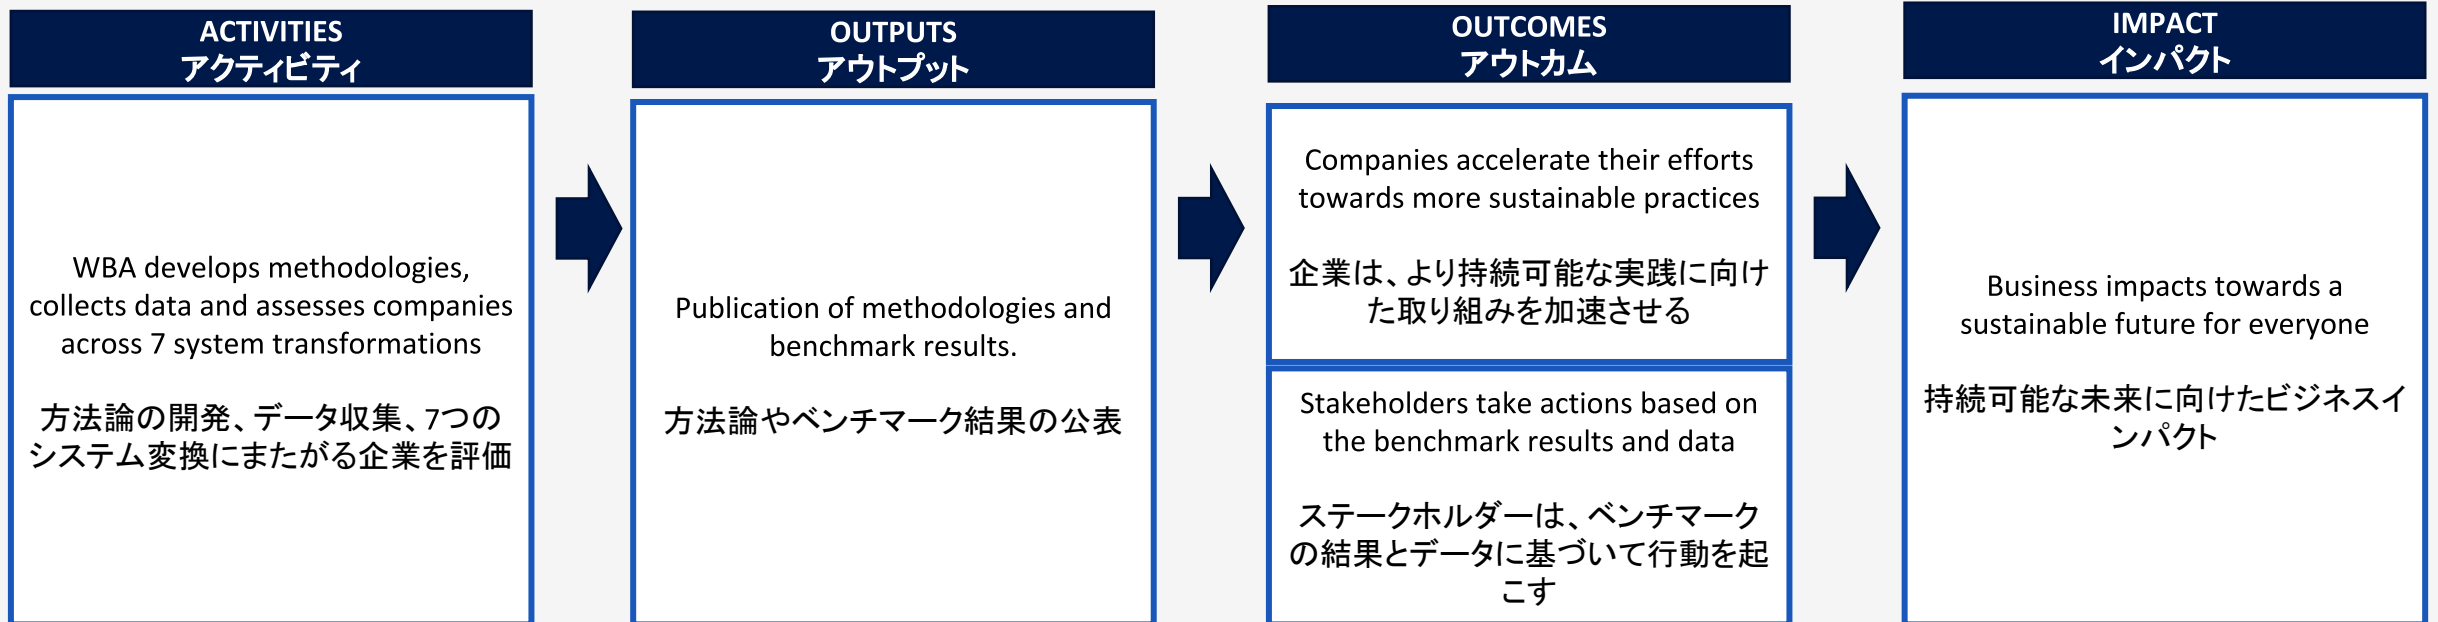 ACTIVITIES
アクティビティ
WBA develops methodologies,
collects data and assesses companies
across 7 system transformations
方法論の開発、データ収集、7つの
システム変換にまたがる企業を評価
OUTPUTS
アウトプット
Publication of methodologies and
benchmark results.
方法論やベンチマーク結果の公表
OUTCOMES
アウトカム
Companies accelerate their efforts
towards more sustainable practices
企業は、より持続可能な実践に向け
た取り組みを加速させる
Stakeholders take actions based on
the benchmark results and data
ステークホルダーは、ベンチマーク
の結果とデータに基づいて行動を起
こす
IMPACT
インパクト
Business impacts towards a
sustainable future for everyone
持続可能な未来に向けたビジネスイ
ンパクト